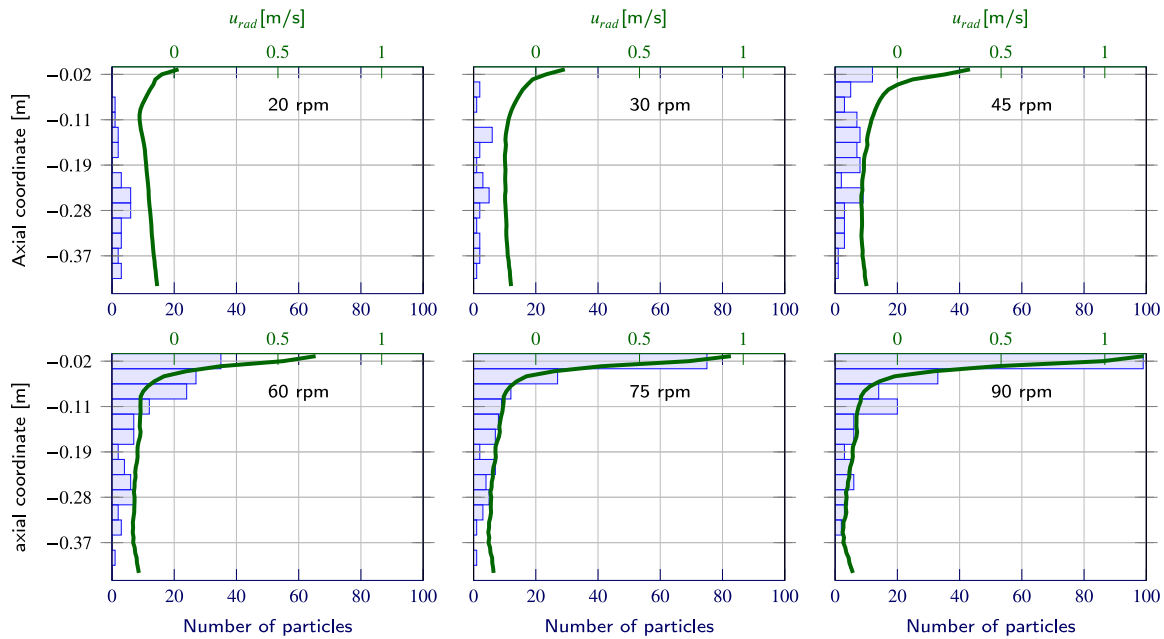 u_rad [m/s] u_rad [m/s] u_rad [m/s]
0 0.5 1 0 0.5 1 0 0.5 1
−0.02
20 rpm 30 rpm 45 rpm
−0.11
−0.19
−0.28
−0.37
Axial coordinate [m]
0 20 40 60 80 100 0 20 40 60 80 100 0 20 40 60 80 100
0 0.5 1 0 0.5 1 0 0.5 1
−0.02
60 rpm 75 rpm 90 rpm
−0.11
−0.19
−0.28
−0.37
axial coordinate [m]
0 20 40 60 80 100 0 20 40 60 80 100 0 20 40 60 80 100
Number of particles Number of particles Number of particles